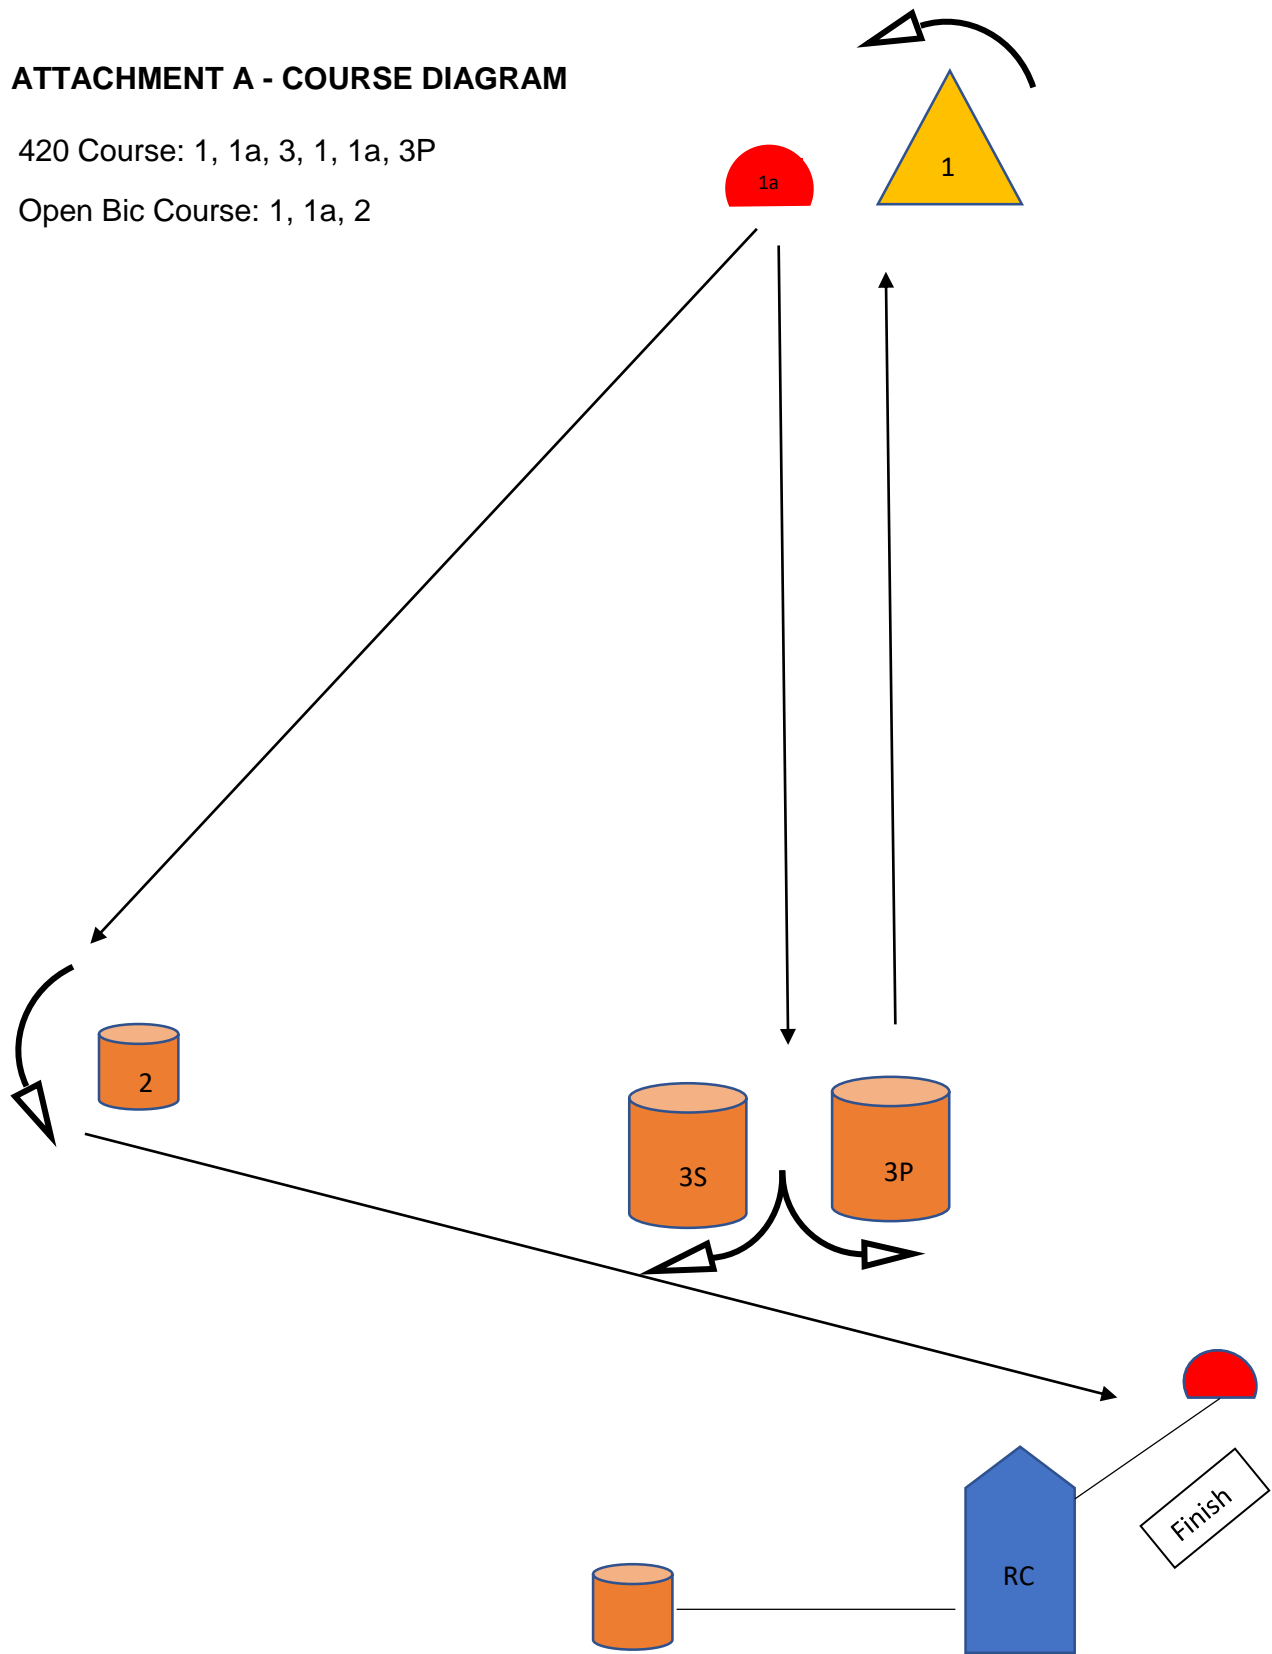 ATTACHMENT A - COURSE DIAGRAM
420 Course: 1, 1a, 3, 1, 1a, 3P
Open Bic Course: 1, 1a, 2
1a
1
2
3S
3P
Finish
RC